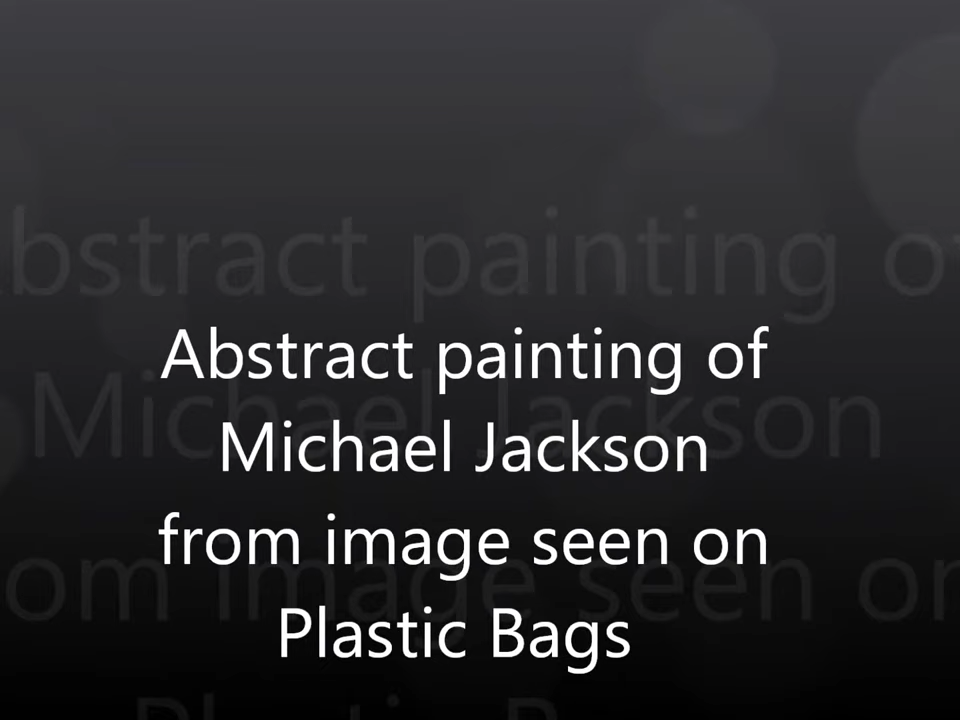 Abstract painting of
Michael Jackson
from image seen on
Plastic Bags